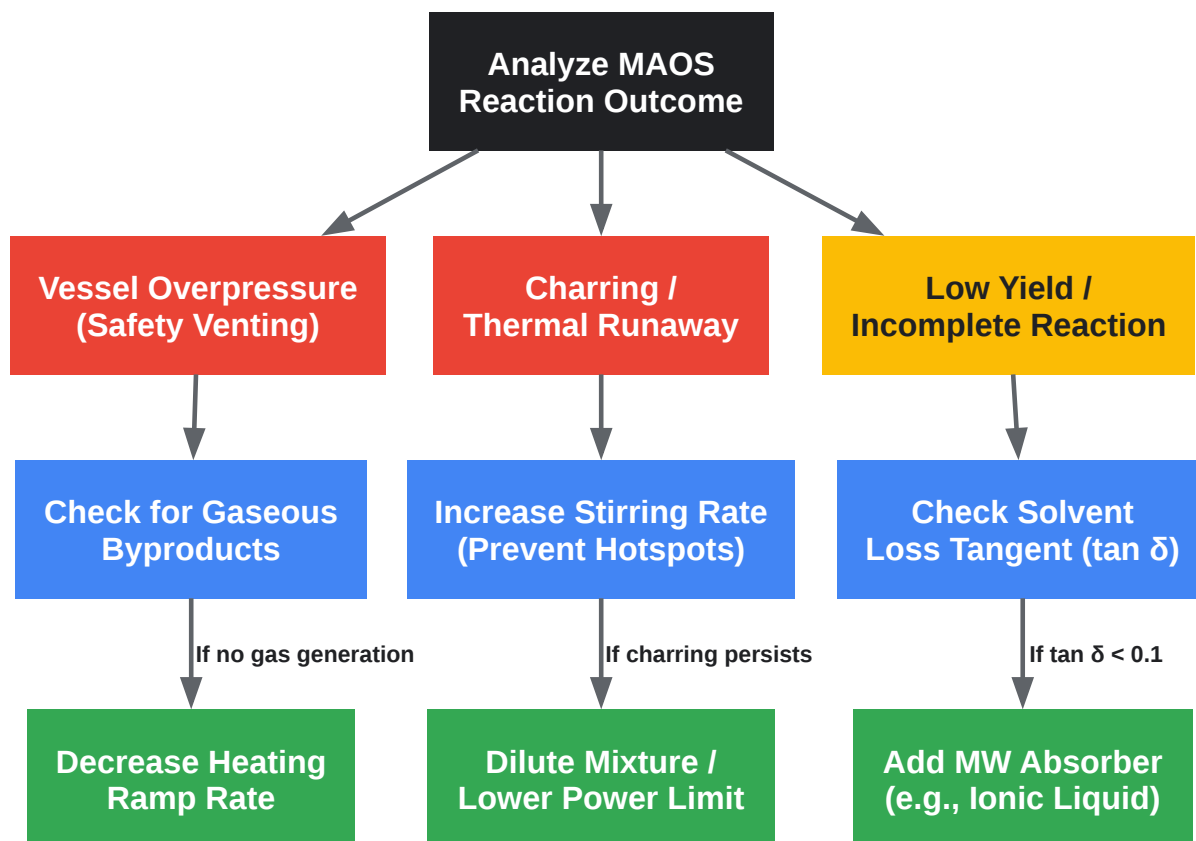 Analyze MAOS
Reaction Outcome
Vessel Overpressure
(Safety Venting)
Charring /
Thermal Runaway
Low Yield /
Incomplete Reaction
Check for Gaseous
Byproducts
Increase Stirring Rate
(Prevent Hotspots)
Check Solvent
Loss Tangent (tan δ)
If no gas generation
If charring persists
If tan δ < 0.1
Decrease Heating
Ramp Rate
Dilute Mixture /
Lower Power Limit
Add MW Absorber
(e.g., Ionic Liquid)